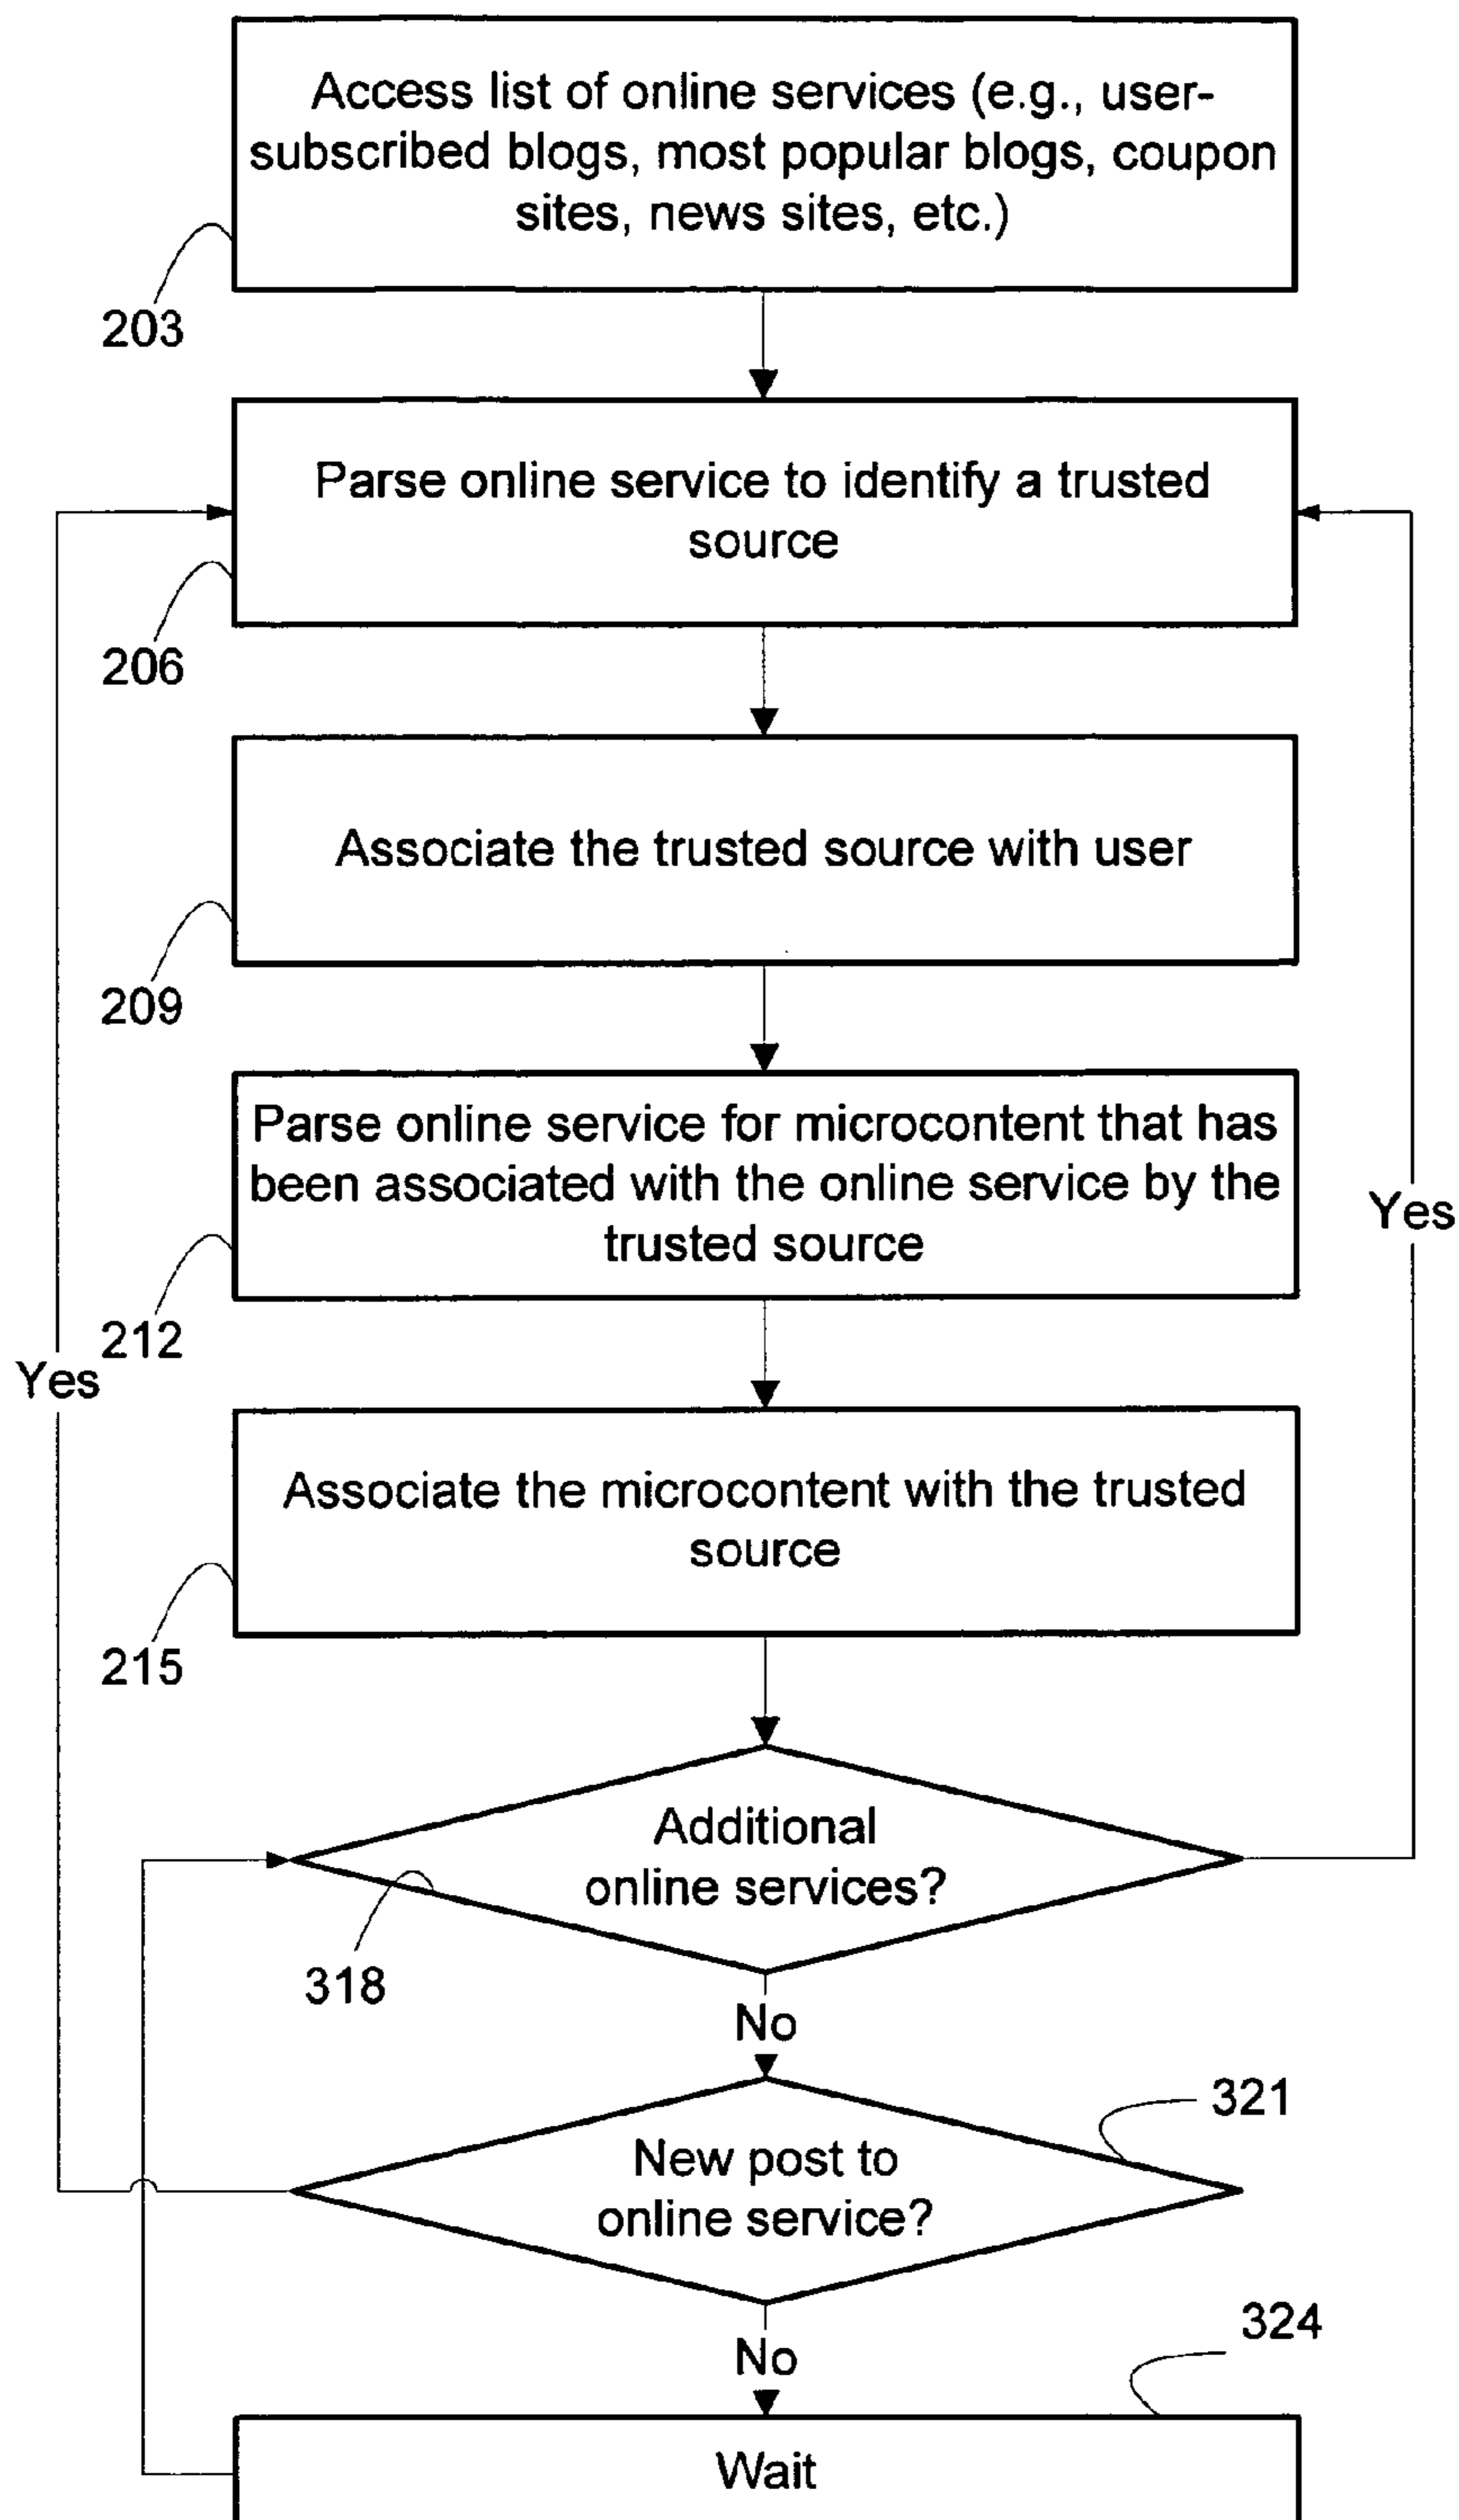 Access list of online services (e.g., user-
subscribed blogs, most popular blogs, coupon
sites, news sites, etc.)
203
Parse online service to identify a trusted
source
206
Associate the trusted source with user
209
Parse online service for microcontent that has
been associated with the online service by the
trusted source
Yes
212
Yes
Associate the microcontent with the trusted
source
215
Additional
online services?
318
No
321
New post to
online service?
324
No
Wait